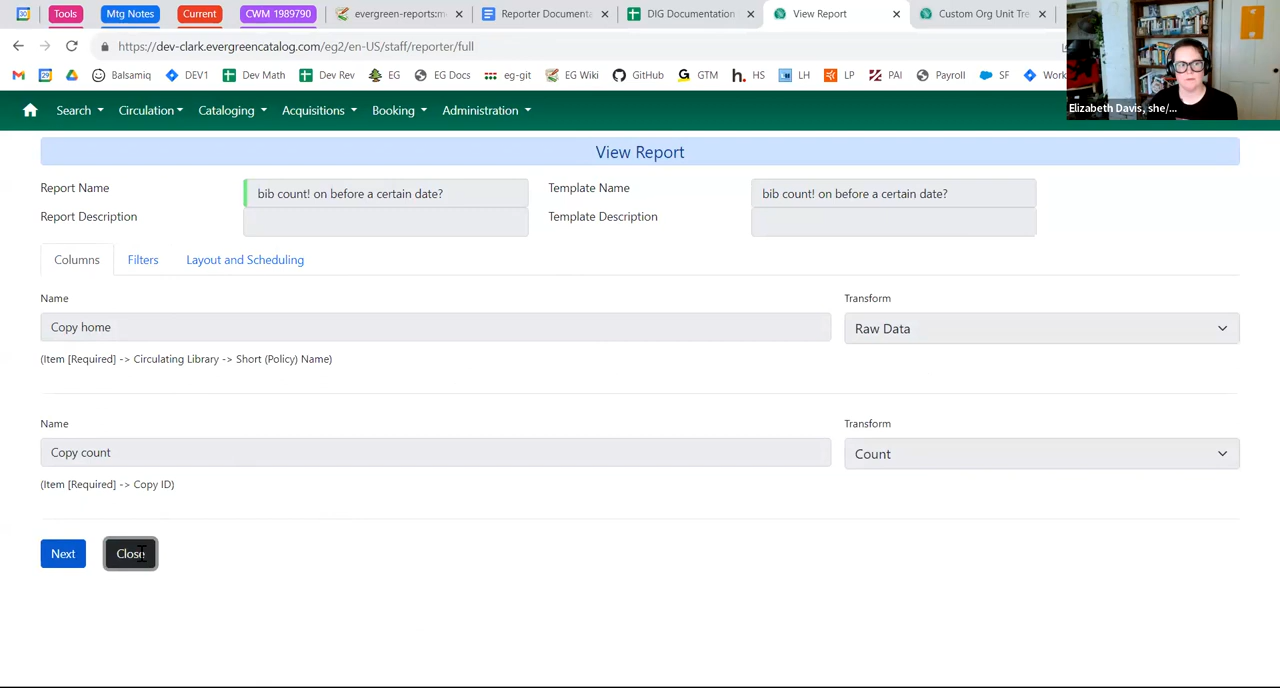 Tools Mtg Notes Current CWM 1989790 evergreen-reports:m Reporter Documenta DIG Documentation View Report Custom Org Unit Tre
https://dev-clark.evergreencatalog.com/eg2/en-US/staff/reporter/full
Balsamiq DEV1 Dev Math Dev Rev EG EG Docs eg-git EG Wiki GitHub GTM HS LH LP PAI Payroll SF Work
Search Circulation Cataloging Acquisitions Booking Administration
Elizabeth Davis, she/...
View Report
Report Name bib count! on before a certain date? Template Name bib count! on before a certain date?
Report Description Template Description
Columns Filters Layout and Scheduling
Name Transform
Copy home Raw Data
(Item [Required] -> Circulating Library -> Short (Policy) Name)
Name Transform
Copy count Count
(Item [Required] -> Copy ID)
Next Close